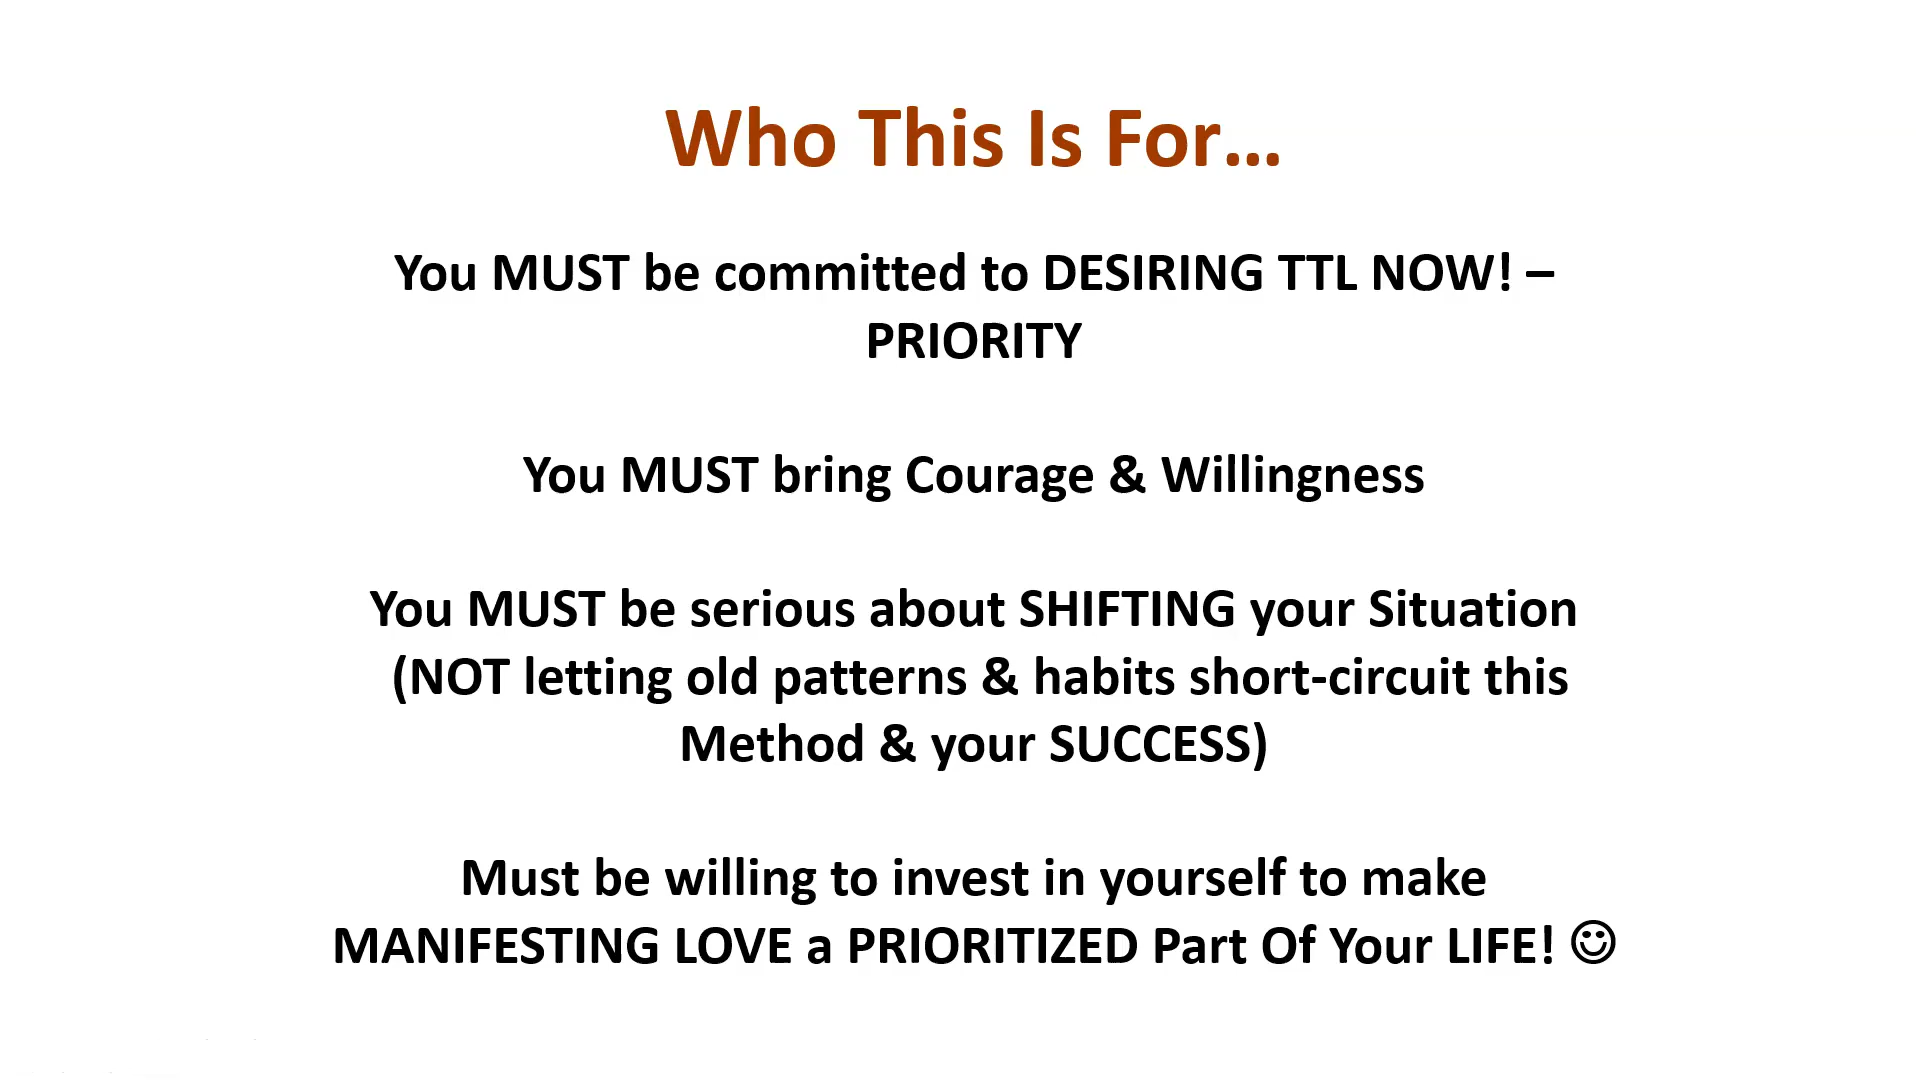 Who This Is For...
You MUST be committed to DESIRING TTL NOW! –
PRIORITY
You MUST bring Courage & Willingness
You MUST be serious about SHIFTING your Situation
(NOT letting old patterns & habits short-circuit this
Method & your SUCCESS)
Must be willing to invest in yourself to make
MANIFESTING LOVE a PRIORITIZED Part Of Your LIFE! ☺